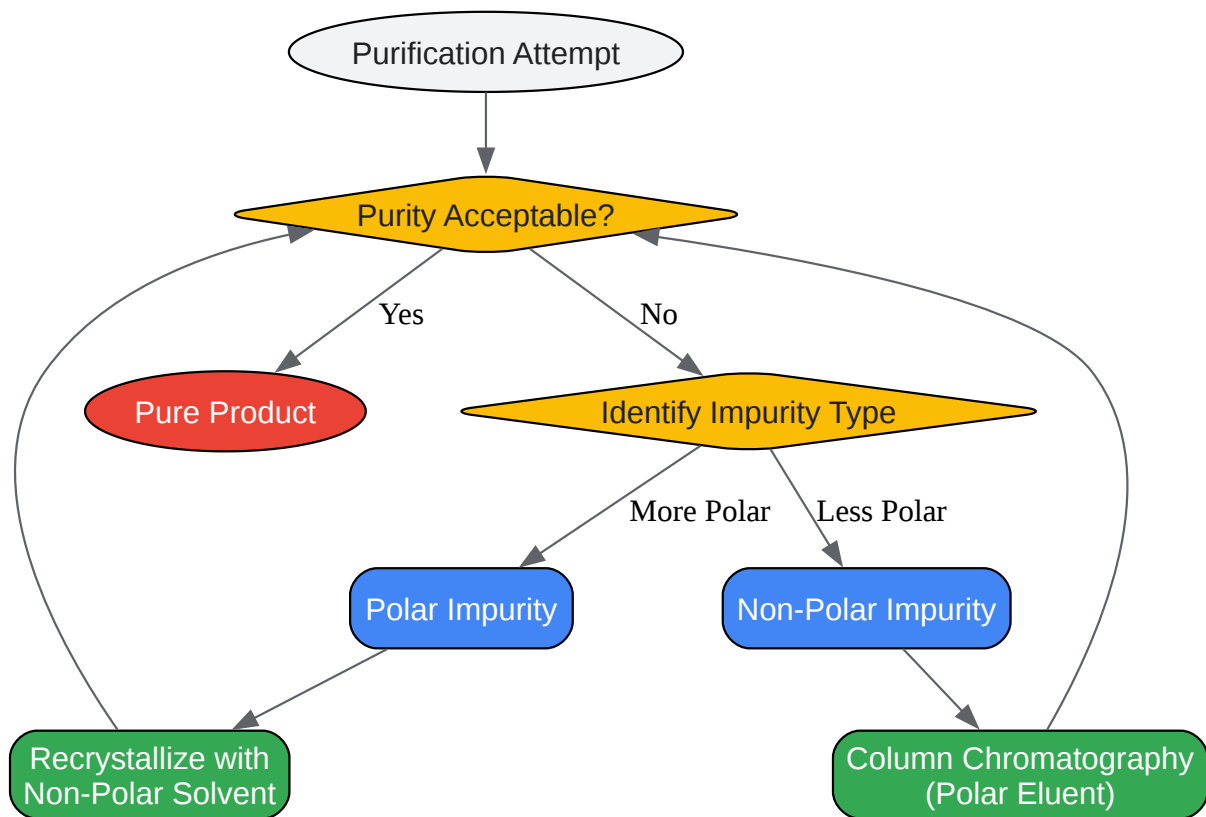 Purification Attempt
Purity Acceptable?
Yes
No
Pure Product
Identify Impurity Type
More Polar
Less Polar
Polar Impurity
Non-Polar Impurity
Recrystallize with
Non-Polar Solvent
Column Chromatography
(Polar Eluent)